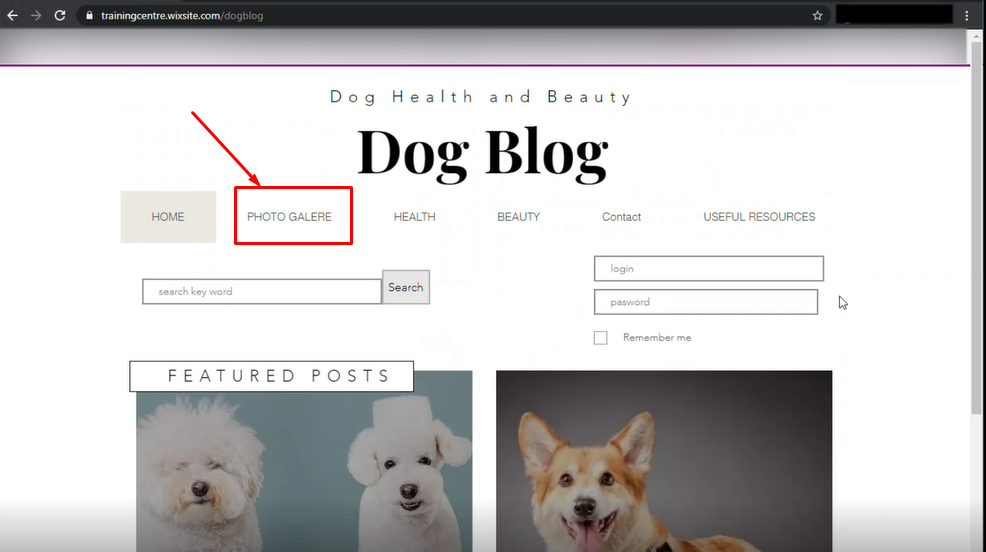 trainingcentre.wixsite.com/dogblog
Dog Health and Beauty
Dog Blog
HOME PHOTO GALERE HEALTH BEAUTY Contact USEFUL RESOURCES
login
search key word Search
pasword
Remember me
FEATURED POSTS